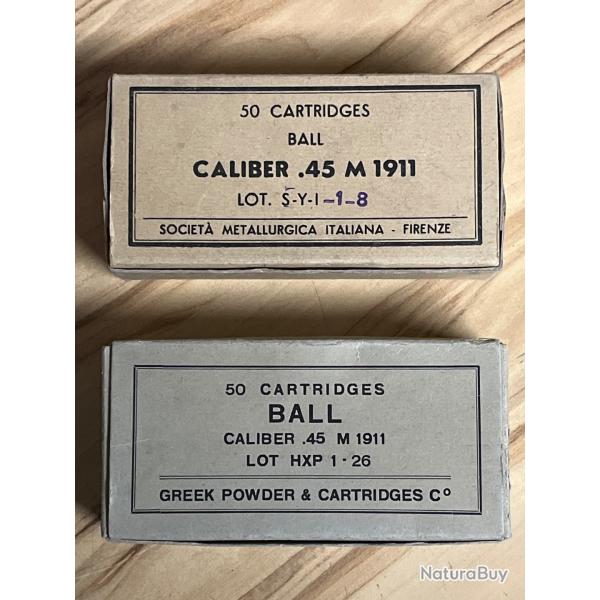 50 CARTRIDGES
BALL
CALIBER .45 M 1911
LOT. S-Y-I-1-8
SOCIETÀ METALLURGICA ITALIANA - FIRENZE
50 CARTRIDGES
BALL
CALIBER .45 M 1911
LOT HXP 1-26
GREEK POWDER & CARTRIDGES Cº
NaturaBuy